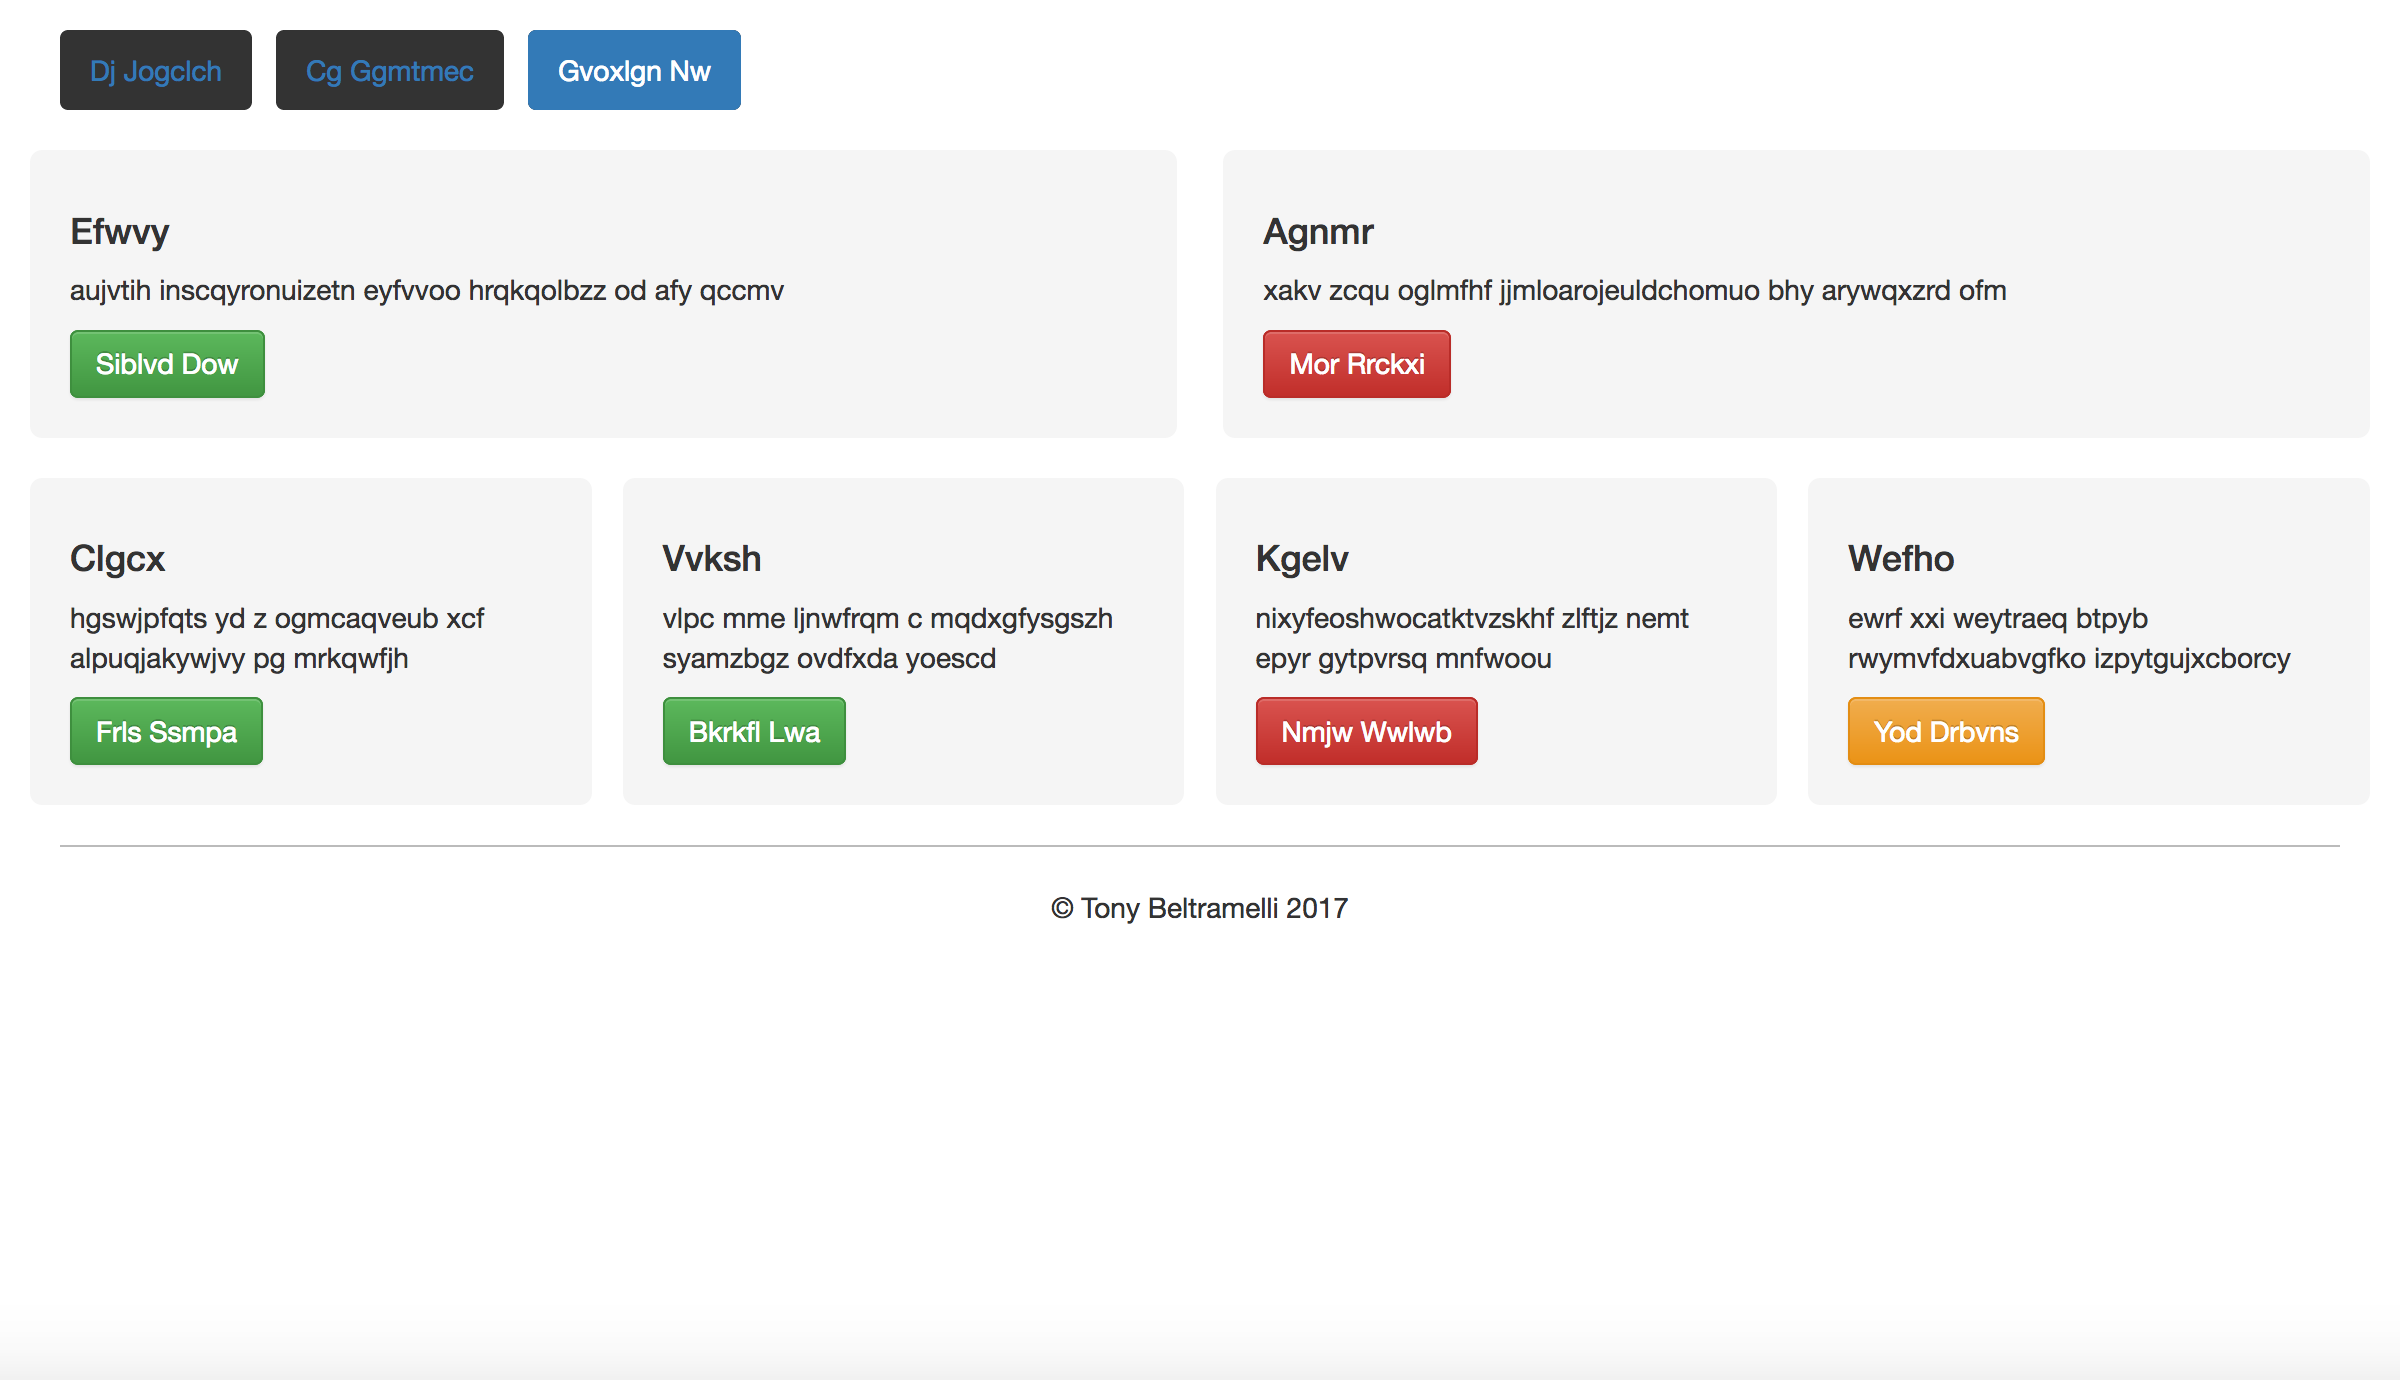 Dj Jogclch
Cg Ggmtmec
Gvoxlgn Nw
Efwvy
aujvtih inscqyronuizetn eyfvvoo hrqkqolbzz od afy qccmv
Siblvd Dow
Agnmr
xakv zcqu oglmfhf jjmloarojeuldchomuo bhy arywqxzrd ofm
Mor Rrckxi
Clgcx
hgswjpfqts yd z ogmcaqveub xcf
alpuqjakywjvy pg mrkqwfjh
Frls Ssmpa
Vvksh
vlpc mme ljnwfrqm c mqdxgfysgszh
syamzbgz ovdfxda yoescd
Bkrkfl Lwa
Kgelv
nixyfeoshwocatktvzskhf zlftjz nemt
epyr gytpvrsq mnfwoou
Nmjw Wwlwb
Wefho
ewrf xxi weytraeq btpyb
rwymvfdxuabvgfko izpytgujxcborcy
Yod Drbvns
© Tony Beltramelli 2017